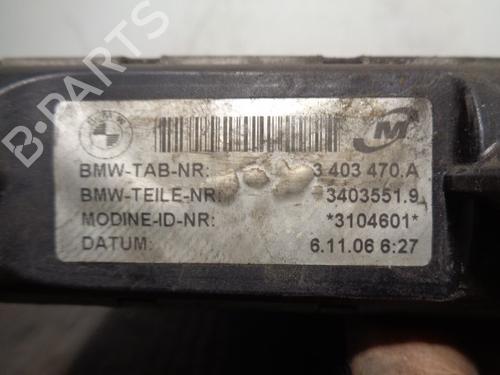 B-PARTS
BMW
M
BMW-TAB-NR: 3 403 470.A
BMW-TEILE-NR: 3403551.9
MODINE-ID-NR: *3104601*
DATUM: 6.11.06 6:27